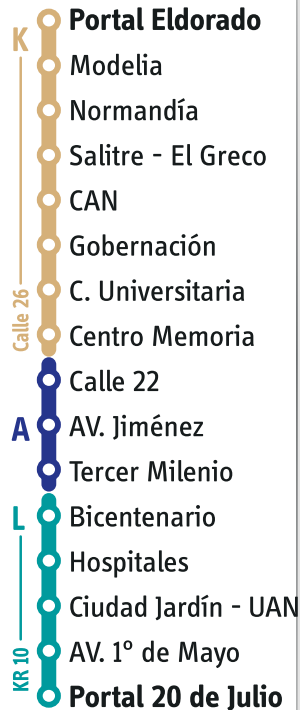 K
Calle 26
Portal Eldorado
Modelia
Normandía
Salitre - El Greco
CAN
Gobernación
C. Universitaria
Centro Memoria
A
Calle 22
AV. Jiménez
Tercer Milenio
L
KR 10
Bicentenario
Hospitales
Ciudad Jardín - UAN
AV. 1º de Mayo
Portal 20 de Julio